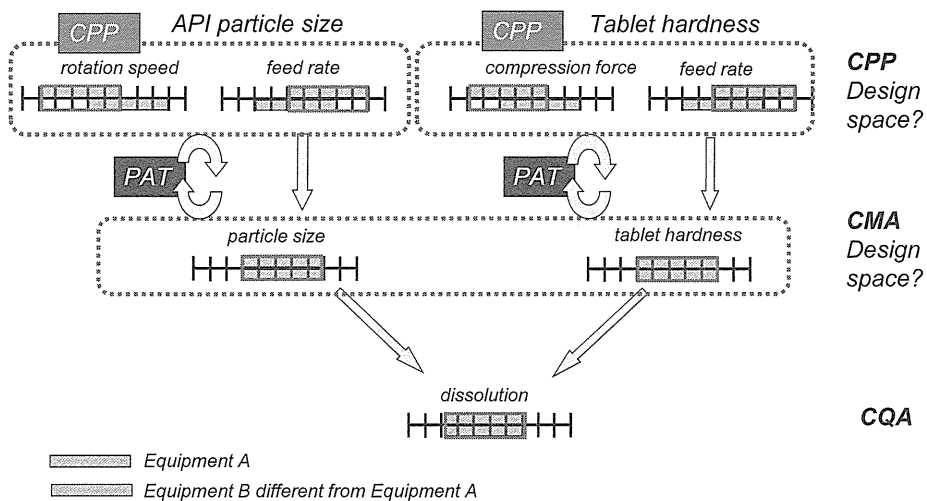 CPP API particle size
CPP Tablet hardness
rotation speed
feed rate
compression force
feed rate
CPP
Design
space?
PAT
PAT
particle size
tablet hardness
CMA
Design
space?
dissolution
CQA
Equipment A
Equipment B different from Equipment A